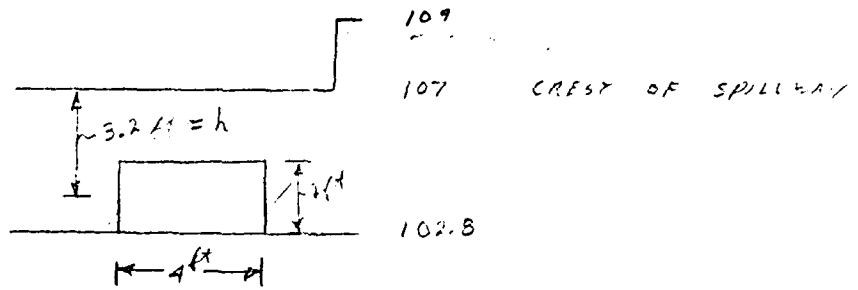 109
107 CREST OF SPILLWAY
~3.2 ft = h
102.8
4 ft